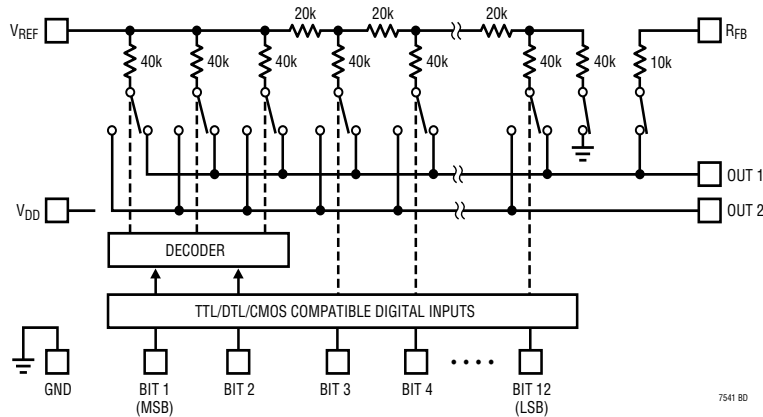 20k 20k 20k
VREF RFB
40k 40k 40k 40k 40k 40k 40k 10k
OUT 1
VDD OUT 2
DECODER
TTL/DTL/CMOS COMPATIBLE DIGITAL INPUTS
GND BIT 1 BIT 2 BIT 3 BIT 4 BIT 12
(MSB) (LSB)
7541 BD